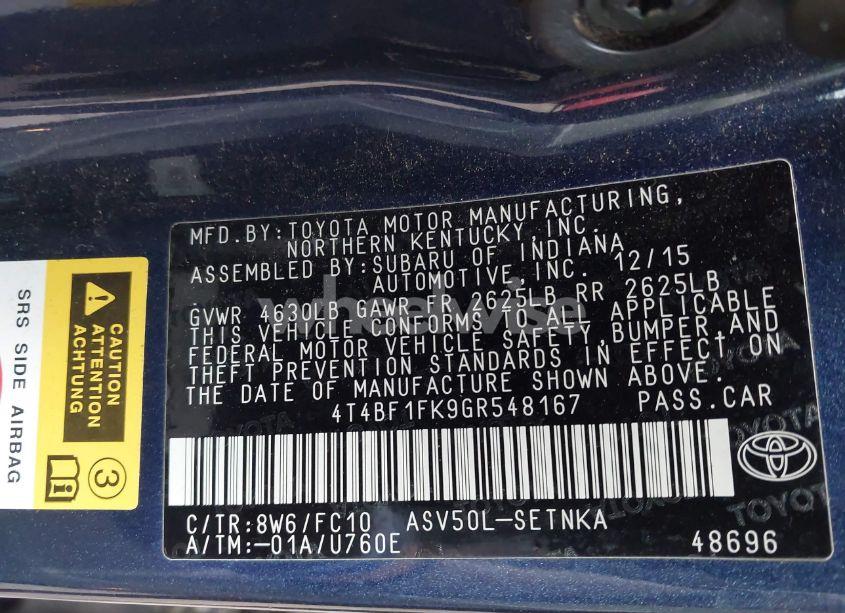 MFD.BY:TOYOTA MOTOR MANUFACTURING,
NORTHERN KENTUCKY,INC.
ASSEMBLED BY:SUBARU OF INDIANA
AUTOMOTIVE,INC. 12/15
GVWR 4630LB GAWR FR 2625LB RR 2625LB
THIS VEHICLE CONFORMS TO ALL APPLICABLE
FEDERAL MOTOR VEHICLE SAFETY,BUMPER,AND
THEFT PREVENTION STANDARDS IN EFFECT ON
THE DATE OF MANUFACTURE SHOWN ABOVE.
4T4BF1FK9GR548167 PASS.CAR
C/TR:8W6/FC10 ASV50L-SETNKA
A/TM:-01A/U760E 48696
TOYOTA
CAUTION
ATTENTION
ACHTUNG
3
SRS SIDE AIRBAG
wheelwise